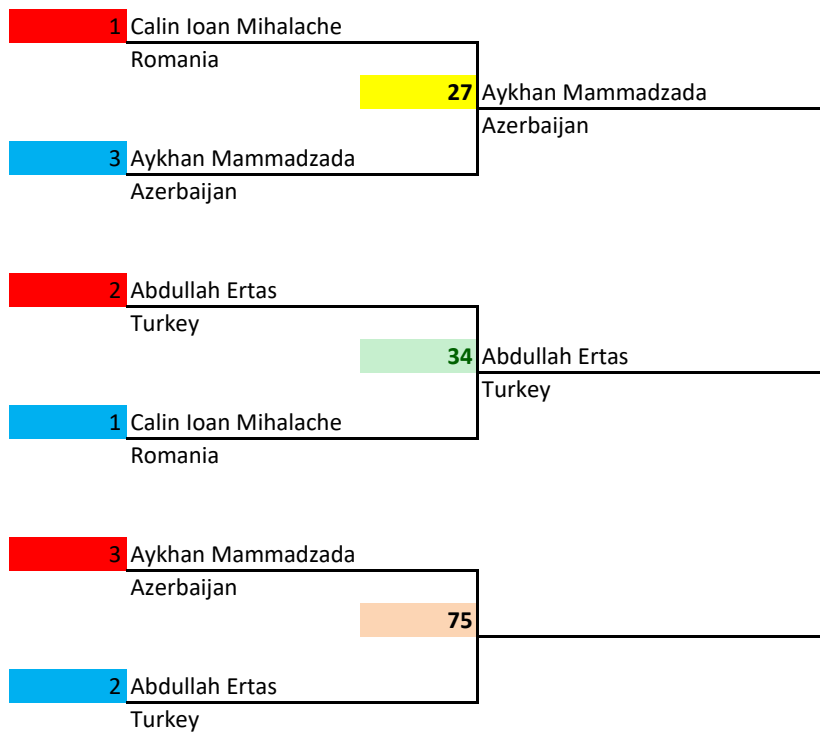 1 Calin Ioan Mihalache
Romania
27 Aykhan Mammadzada
Azerbaijan
3 Aykhan Mammadzada
Azerbaijan
2 Abdullah Ertas
Turkey
34 Abdullah Ertas
Turkey
1 Calin Ioan Mihalache
Romania
3 Aykhan Mammadzada
Azerbaijan
75
2 Abdullah Ertas
Turkey